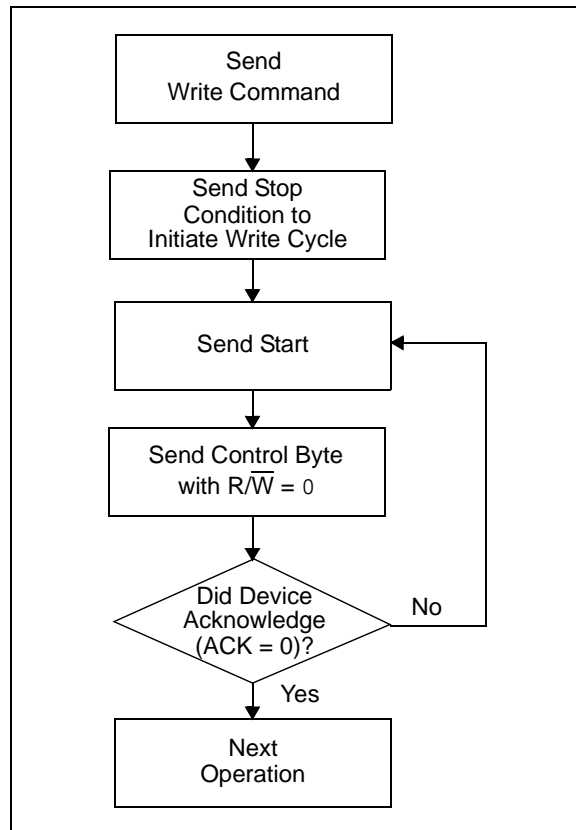 Send
Write Command
Send Stop
Condition to
Initiate Write Cycle
Send Start
Send Control Byte
with R/W̅ = 0
Did Device
Acknowledge
(ACK = 0)?
No
Yes
Next
Operation